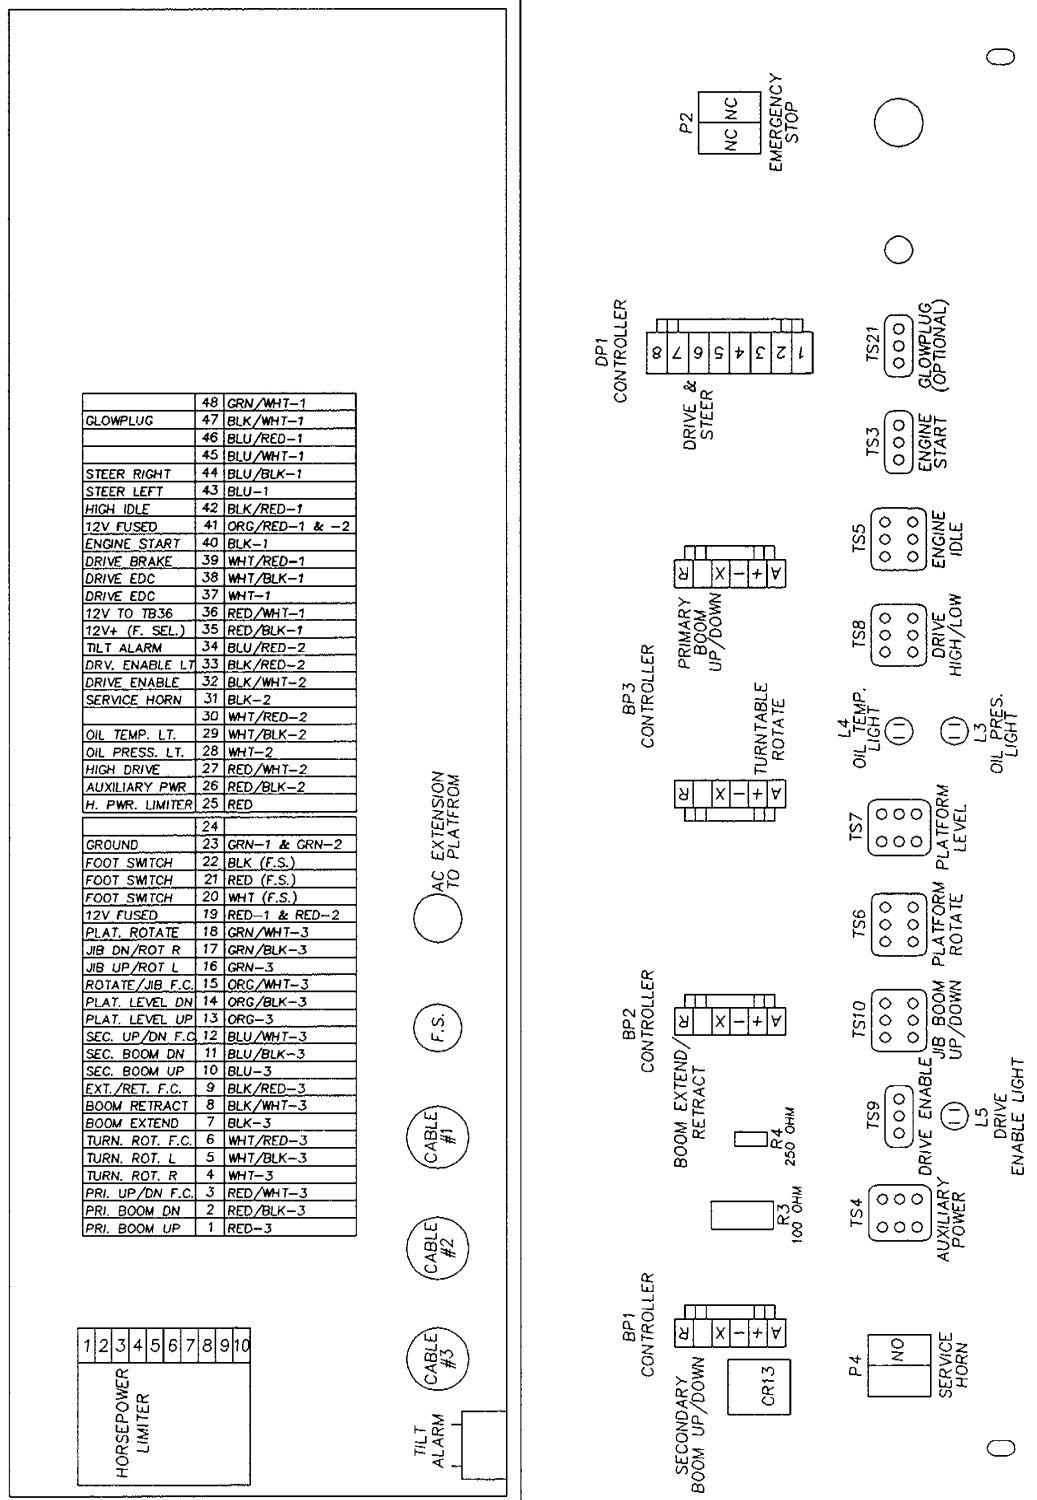 48 GRN/WHT-1
GLOWPLUG 47 BLK/WHT-1
46 BLU/RED-1
45 BLU/WHT-1
STEER RIGHT 44 BLU/BLK-1
STEER LEFT 43 BLU-1
HIGH IDLE 42 BLK/RED-1
12V FUSED 41 ORG/RED-1 & -2
ENGINE START 40 BLK-1
DRIVE BRAKE 39 WHT/RED-1
DRIVE EDC 38 WHT/BLK-1
DRIVE EDC 37 WHT-1
12V TO TB36 36 RED/WHT-1
12V+ (F. SEL.) 35 RED/BLK-1
TILT ALARM 34 BLU/RED-2
DRV. ENABLE LT 33 BLK/RED-2
DRIVE ENABLE 32 BLK/WHT-2
SERVICE HORN 31 BLK-2
30 WHT/RED-2
OIL TEMP. LT. 29 WHT/BLK-2
OIL PRESS. LT. 28 WHT-2
HIGH DRIVE 27 RED/WHT-2
AUXILIARY PWR 26 RED/BLK-2
H. PWR. LIMITER 25 RED
24
GROUND 23 GRN-1 & GRN-2
FOOT SWITCH 22 BLK (F.S.)
FOOT SWITCH 21 RED (F.S.)
FOOT SWITCH 20 WHT (F.S.)
12V FUSED 19 RED-1 & RED-2
PLAT. ROTATE 18 GRN/WHT-3
JIB DN/ROT R 17 GRN/BLK-3
JIB UP/ROT L 16 GRN-3
ROTATE/JIB F.C. 15 ORG/WHT-3
PLAT. LEVEL DN 14 ORG/BLK-3
PLAT. LEVEL UP 13 ORG-3
SEC. UP/DN F.C 12 BLU/WHT-3
SEC. BOOM DN 11 BLU/BLK-3
SEC. BOOM UP 10 BLU-3
EXT./RET. F.C. 9 BLK/RED-3
BOOM RETRACT 8 BLK/WHT-3
BOOM EXTEND 7 BLK-3
TURN. ROT. F.C. 6 WHT/RED-3
TURN. ROT. L 5 WHT/BLK-3
TURN. ROT. R 4 WHT-3
PRI. UP/DN F.C. 3 RED/WHT-3
PRI. BOOM DN 2 RED/BLK-3
PRI. BOOM UP 1 RED-3
1 2 3 4 5 6 7 8 9 10
HORSEPOWER
LIMITER
AC EXTENSION
TO PLATFROM
F.S.
CABLE
#1
CABLE
#2
CABLE
#3
TILT
ALARM
P2
NC NC
NC NC
EMERGENCY
STOP
DP1
CONTROLLER
8 7 6 5 4 3 2 1
DRIVE &
STEER
BP3
CONTROLLER
R X - + A
PRIMARY
BOOM
UP/DOWN
R X - + A
TURNTABLE
ROTATE
BP2
CONTROLLER
R X - + A
BOOM EXTEND/
RETRACT
R4
250 OHM
R3
100 OHM
BP1
CONTROLLER
R X - + A
SECONDARY
BOOM UP/DOWN
CR13
TS21
GLOWPLUG
(OPTIONAL)
TS3
ENGINE
START
TS5
ENGINE
IDLE
TS8
DRIVE
HIGH/LOW
L4
OIL TEMP.
LIGHT
L3
OIL PRES.
LIGHT
TS7
PLATFORM
LEVEL
TS6
PLATFORM
ROTATE
TS10
JIB BOOM
UP/DOWN
TS9
DRIVE ENABLE
L5
DRIVE
ENABLE LIGHT
TS4
AUXILIARY
POWER
P4
NO
SERVICE
HORN